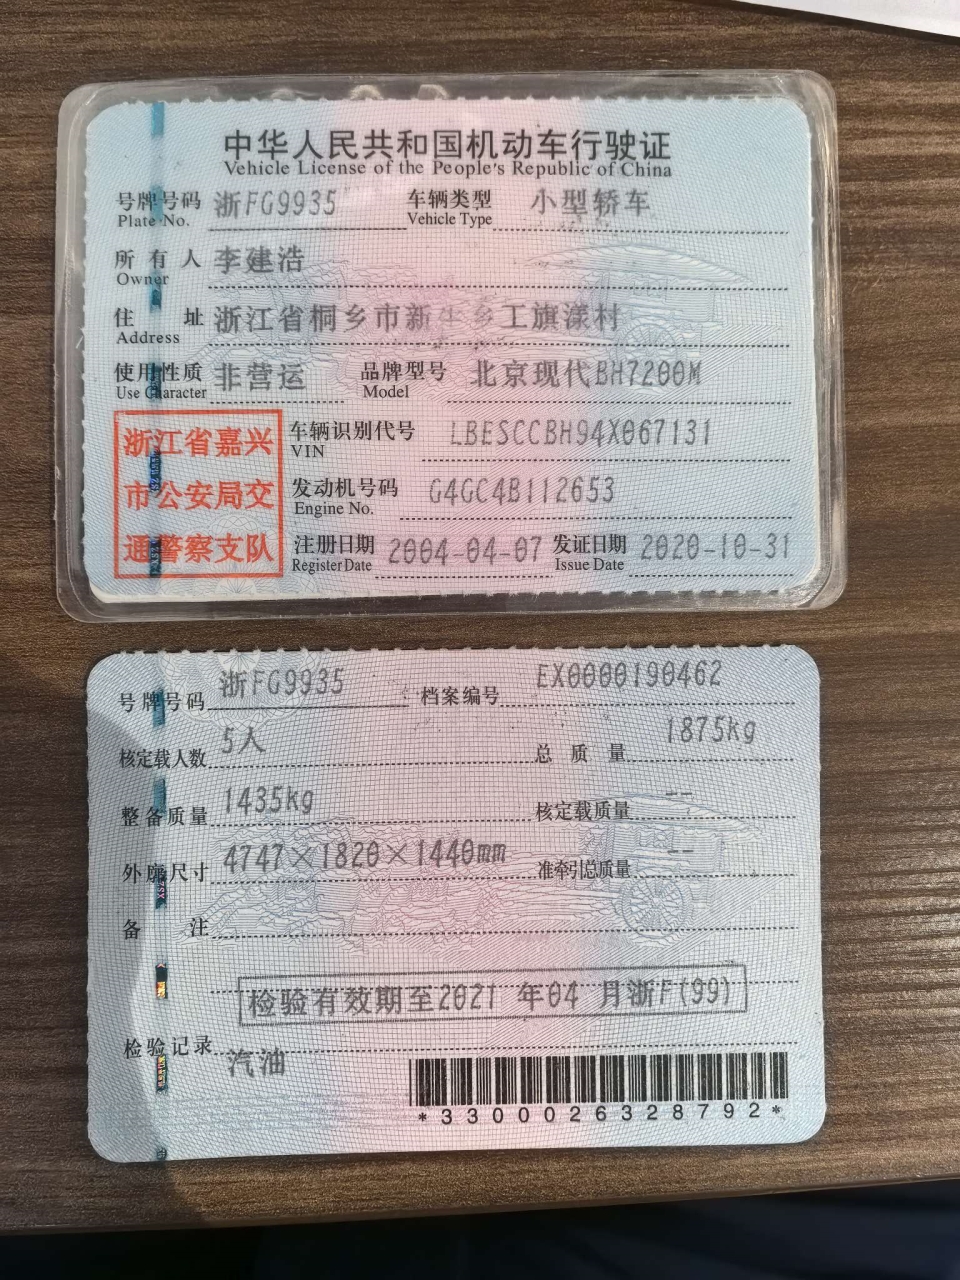 中华人民共和国机动车行驶证
Vehicle License of the People's Republic of China
号牌号码 浙FG9935 车辆类型 小型轿车
Plate No. Vehicle Type
所有人 李建浩
Owner
住址 浙江省桐乡市新生乡工旗漾村
Address
使用性质 非营运 品牌型号 北京现代BH7200M
Use Character Model
浙江省嘉兴
市公安局交
通警察支队
车辆识别代号 LBESCCBH94X067131
VIN
发动机号码 G4GC4B112653
Engine No.
注册日期 2004-04-07 发证日期 2020-10-31
Register Date Issue Date
号牌号码 浙FG9935 档案编号 EX0000190462
核定载人数 5人 总质量 1875kg
整备质量 1435kg 核定载质量 --
外廓尺寸 4747×1820×1440mm 准牵引总质量 --
备注
检验有效期至2021 年04 月浙F(99)
检验记录
汽油
*3300026328792*